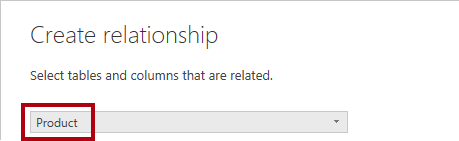 Create relationship
Select tables and columns that are related.
Product